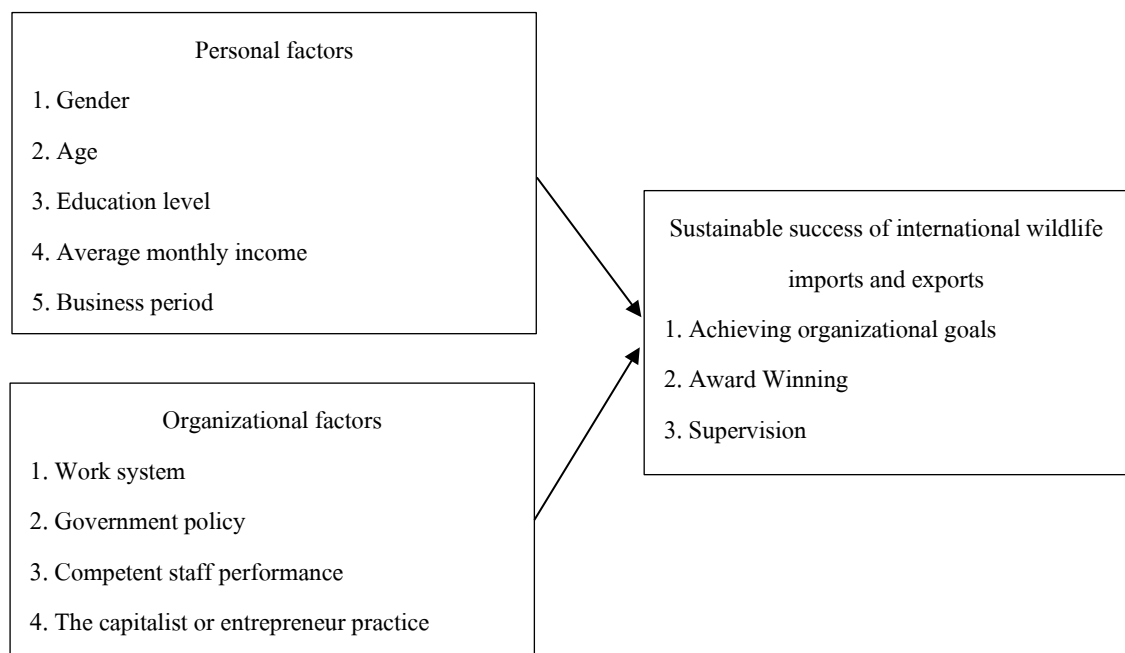 Personal factors
1. Gender
2. Age
3. Education level
4. Average monthly income
5. Business period
Organizational factors
1. Work system
2. Government policy
3. Competent staff performance
4. The capitalist or entrepreneur practice
Sustainable success of international wildlife
imports and exports
1. Achieving organizational goals
2. Award Winning
3. Supervision